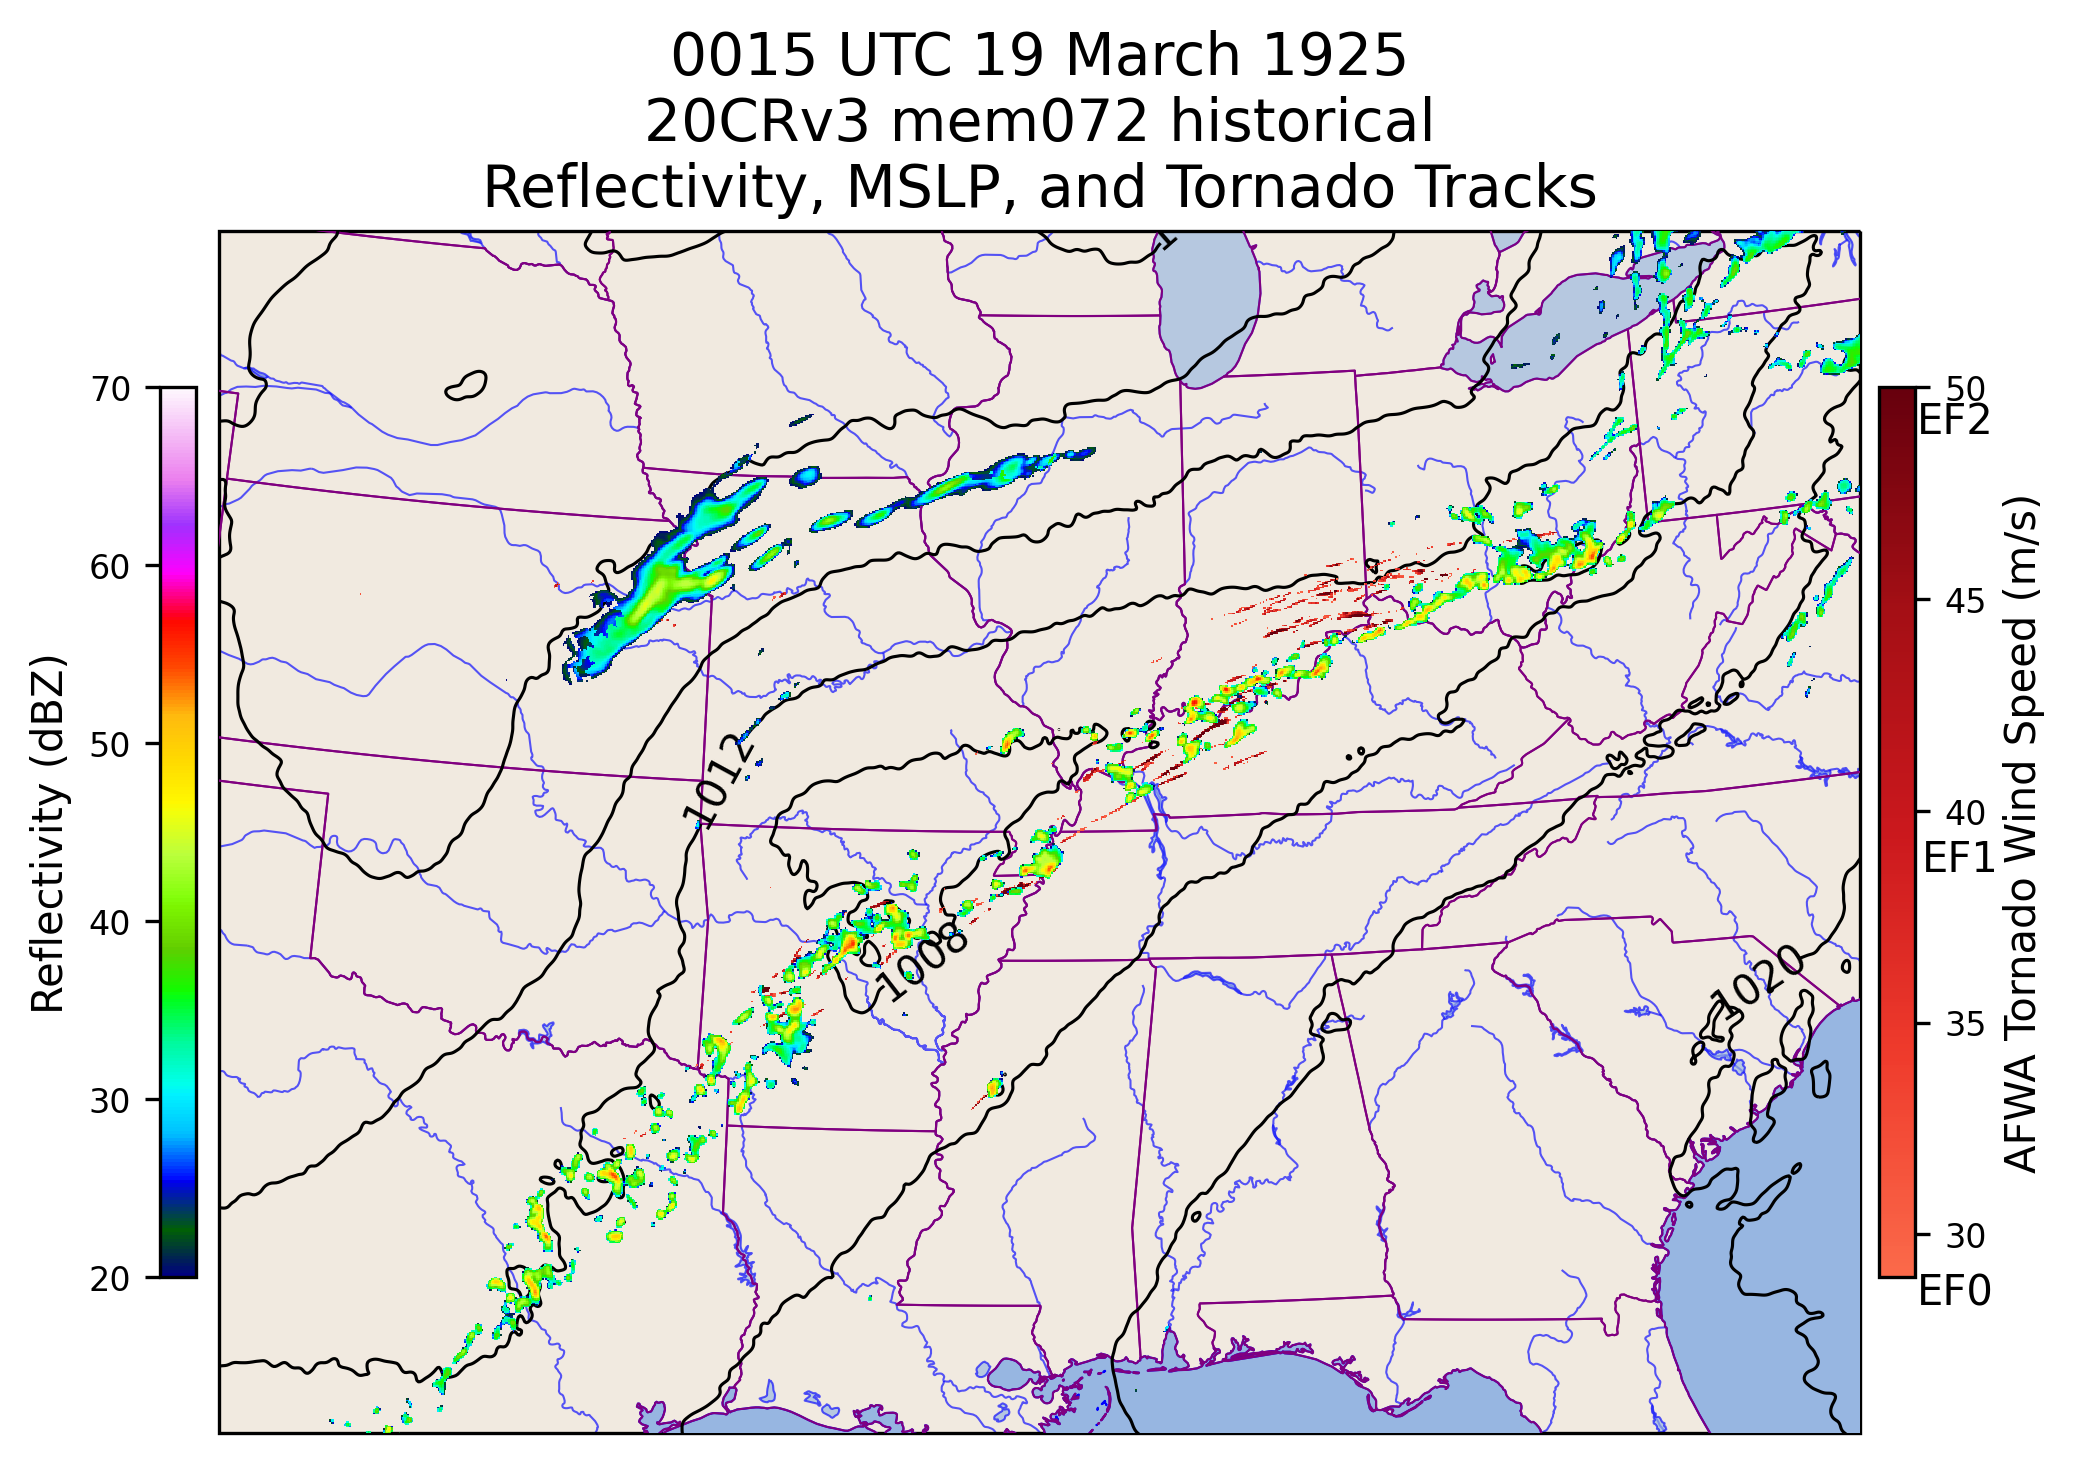 0015 UTC 19 March 1925
20CRv3 mem072 historical
Reflectivity, MSLP, and Tornado Tracks
70
60
50
40
30
20
Reflectivity (dBZ)
1012
1008
1020
50
EF2
45
40
EF1
35
30
EF0
AFWA Tornado Wind Speed (m/s)